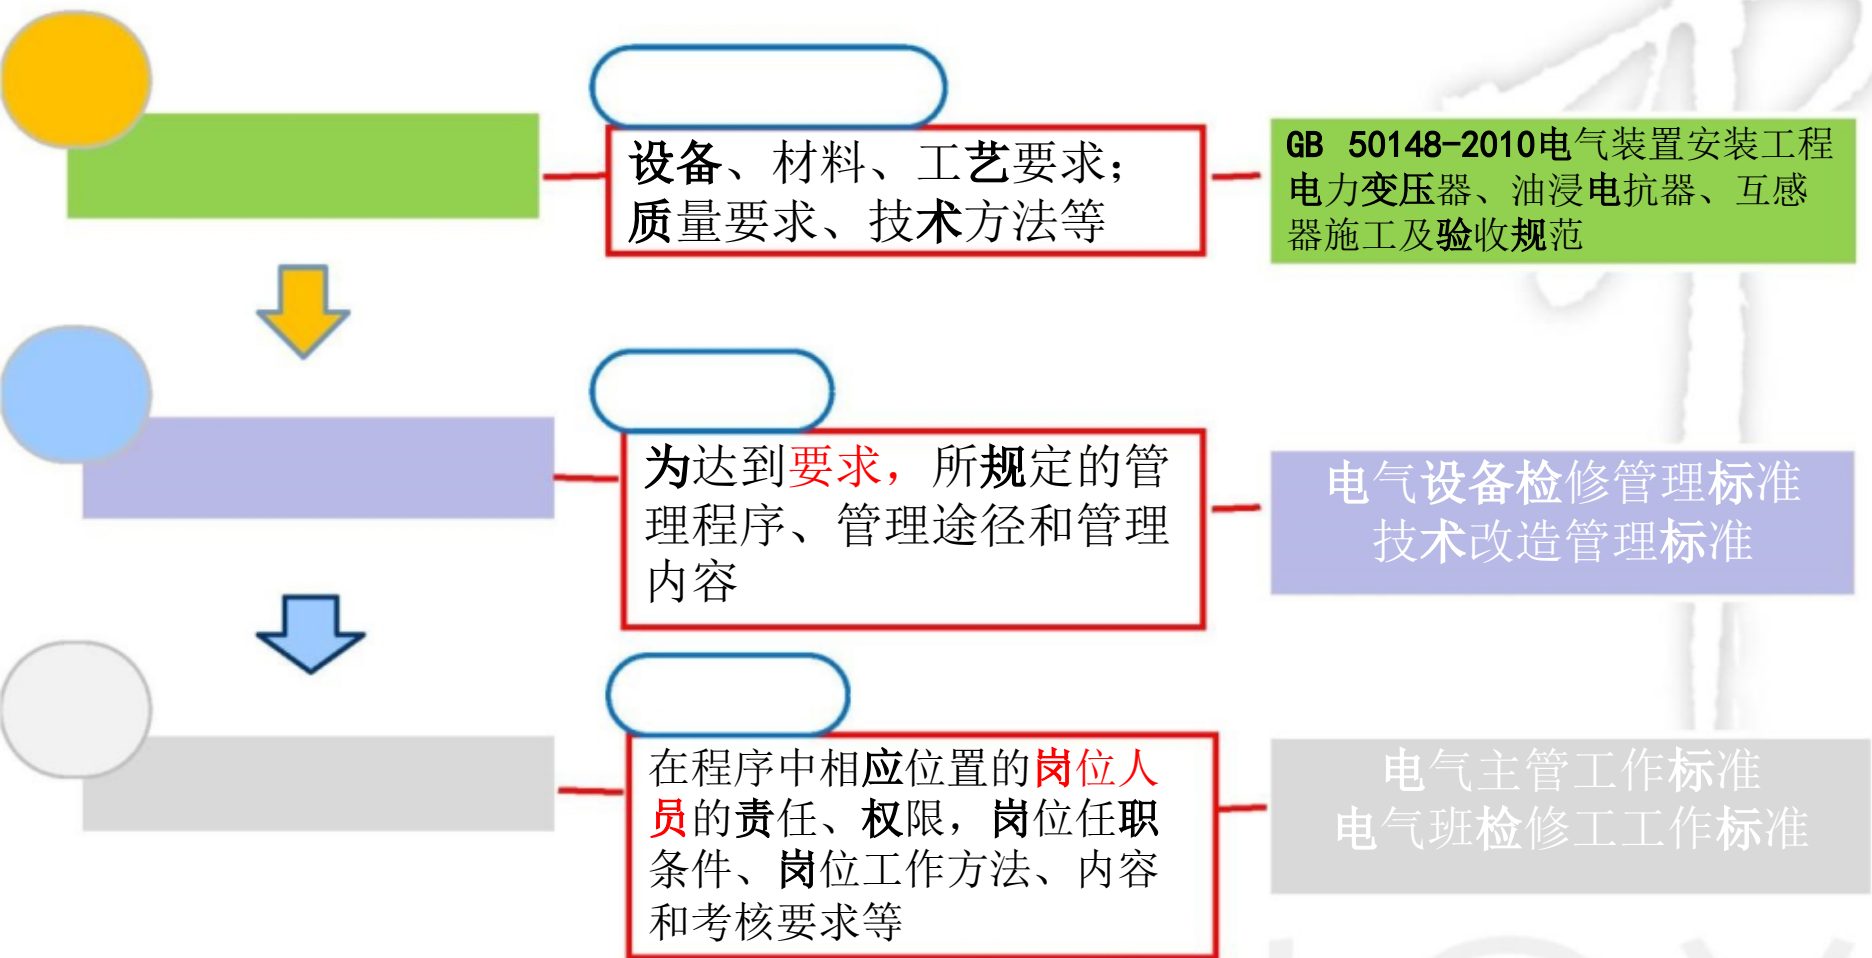 设备、材料、工艺要求；
质量要求、技术方法等
GB 50148-2010电气装置安装工程
电力变压器、油浸电抗器、互感
器施工及验收规范
为达到要求，所规定的管
理程序、管理途径和管理
内容
电气设备检修管理标准
技术改造管理标准
在程序中相应位置的岗位人
员的责任、权限，岗位任职
条件、岗位工作方法、内容
和考核要求等
电气主管工作标准
电气班检修工工作标准